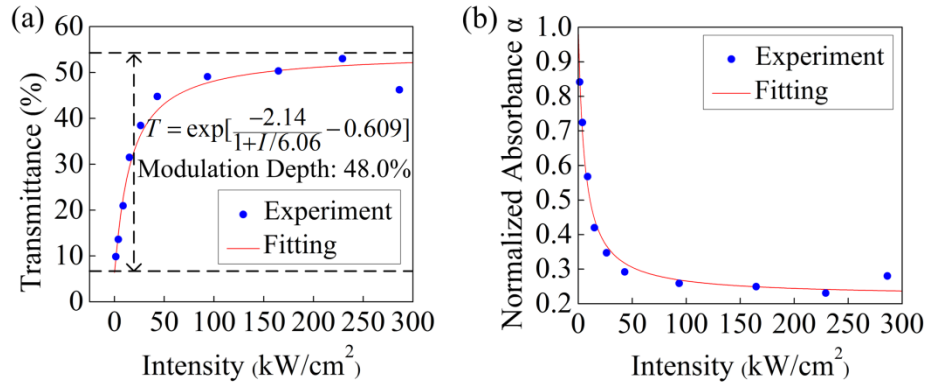 (a)
60
50
40
30
20
10
0
Transmittance (%)
T = exp[-2.14/1+I/6.06 -0.609]
Modulation Depth: 48.0%
Experiment
Fitting
0 50 100 150 200 250 300
Intensity (kW/cm²)
(b)
1.0
0.9
0.8
0.7
0.6
0.5
0.4
0.3
0.2
Normalized Absorbance α
Experiment
Fitting
0 50 100 150 200 250 300
Intensity (kW/cm²)